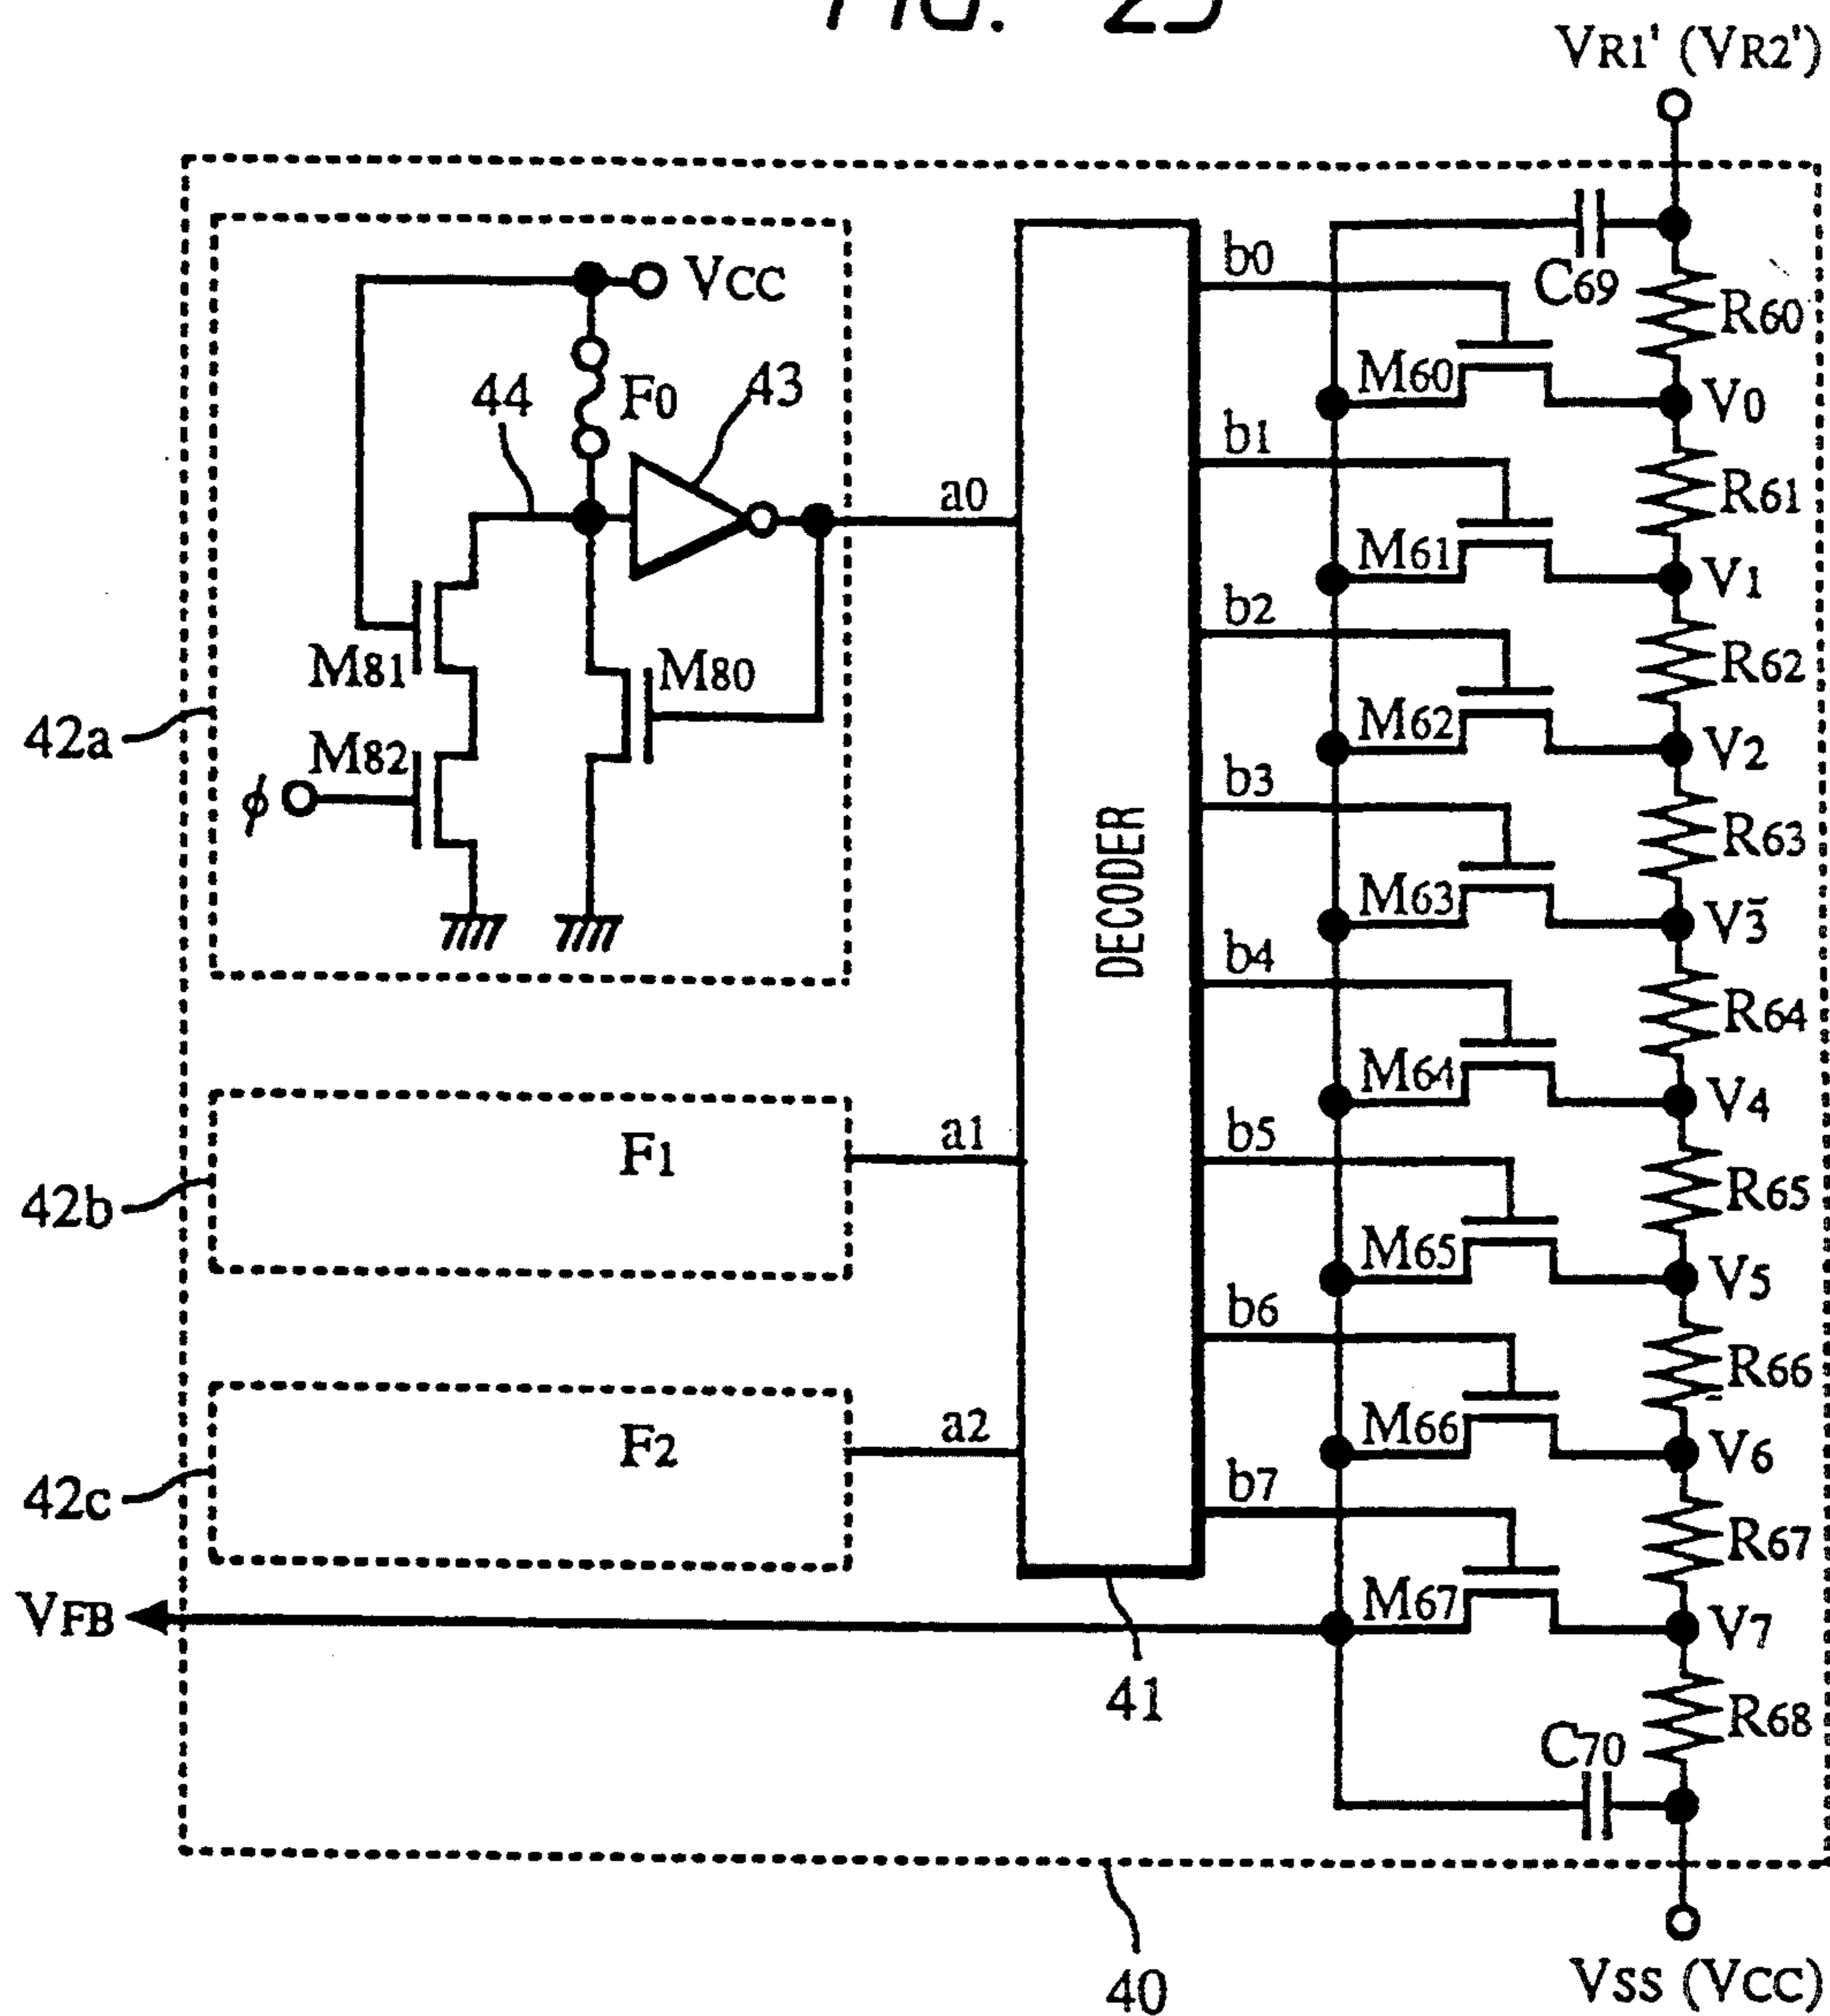 FIG. 25
VR1' (VR2')
VCC
F0
43
44
a0
M81
M80
M82
ϕ
42a
DECODER
b0
b1
b2
b3
b4
b5
b6
b7
C69
R60
M60
V0
R61
M61
V1
R62
M62
V2
R63
M63
V3
R64
M64
V4
R65
M65
V5
R66
M66
V6
R67
M67
V7
R68
C70
F1
a1
42b
F2
a2
42c
VFB
41
40
VSS (VCC)